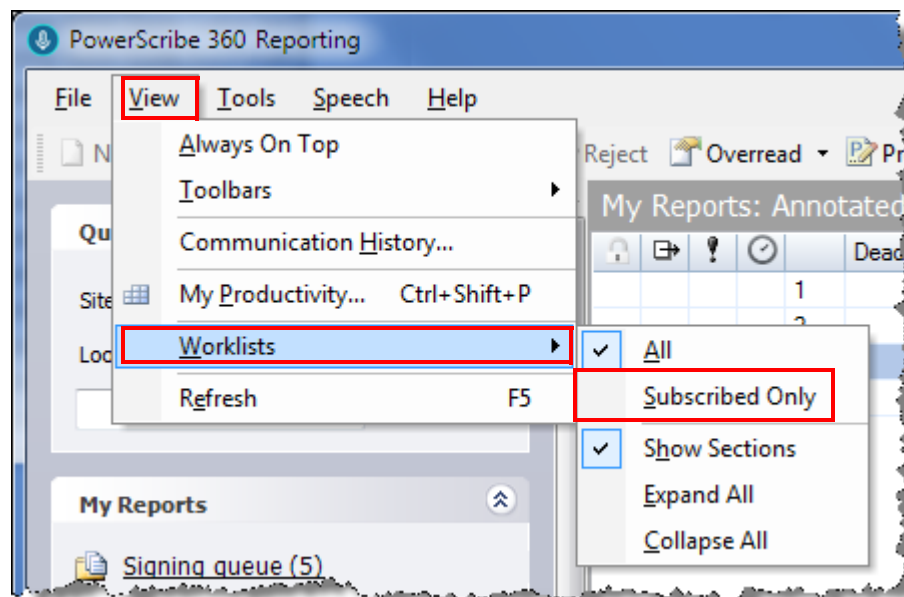 PowerScribe 360 Reporting
File View Tools Speech Help
Always On Top
Reject Overread
Toolbars
My Reports: Annotated
Communication History...
My Productivity... Ctrl+Shift+P
1
Site
Worklists
All
Refresh F5
Subscribed Only
Show Sections
Expand All
My Reports
Collapse All
Signing queue (5)